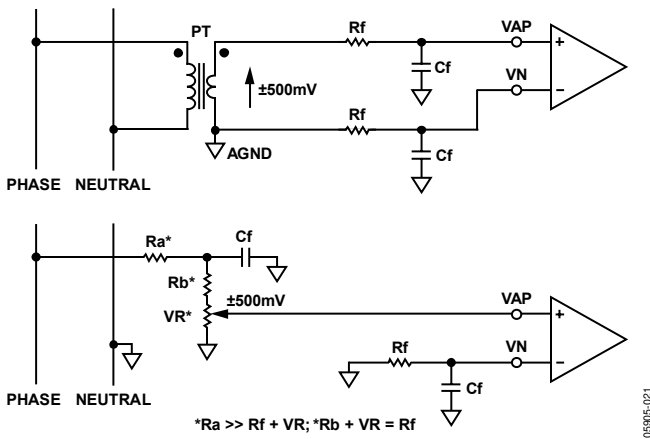 PT
Rf
VAP
+
Cf
±500mV
VN
−
Rf
Cf
AGND
PHASE NEUTRAL
Ra*
Cf
Rb*
±500mV
VR*
VAP
+
Rf
VN
−
Cf
PHASE NEUTRAL
*Ra >> Rf + VR; *Rb + VR = Rf
05905-021